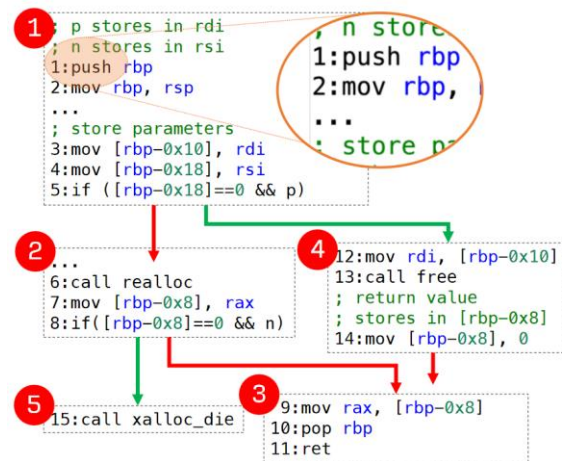 1
; p stores in rdi
; n stores in rsi
1:push rbp
2:mov rbp, rsp
...
; store parameters
3:mov [rbp-0x10], rdi
4:mov [rbp-0x18], rsi
5:if ([rbp-0x18]==0 && p)
; n store
1:push rbp
2:mov rbp,
...
; store pa
2
...
6:call realloc
7:mov [rbp-0x8], rax
8:if([rbp-0x8]==0 && n)
4
12:mov rdi, [rbp-0x10]
13:call free
; return value
; stores in [rbp-0x8]
14:mov [rbp-0x8], 0
5
15:call xalloc_die
3
9:mov rax, [rbp-0x8]
10:pop rbp
11:ret